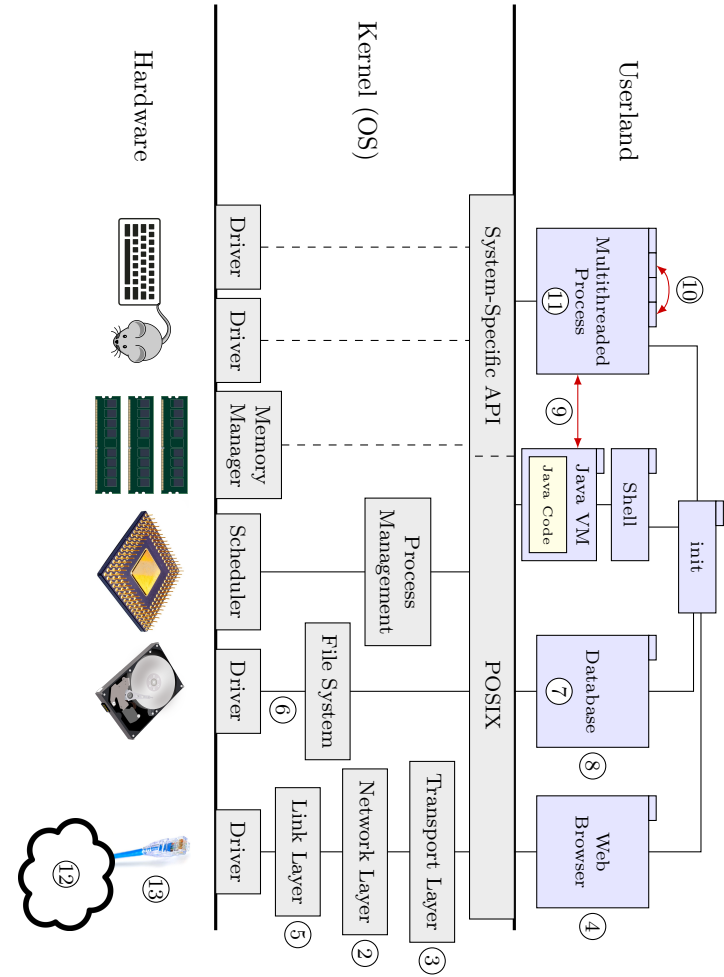 init
⑩
Userland
Shell
Multithreaded
Process
⑪
⑨
Java VM
Java Code
Database
⑦
⑧
Web
Browser
④
System-Specific API
POSIX
Kernel (OS)
Process
Management
Transport Layer
③
File System
Network Layer
②
⑥
Link Layer
⑤
Driver
Driver
Memory
Manager
Scheduler
Driver
Driver
Hardware
⑬
⑫